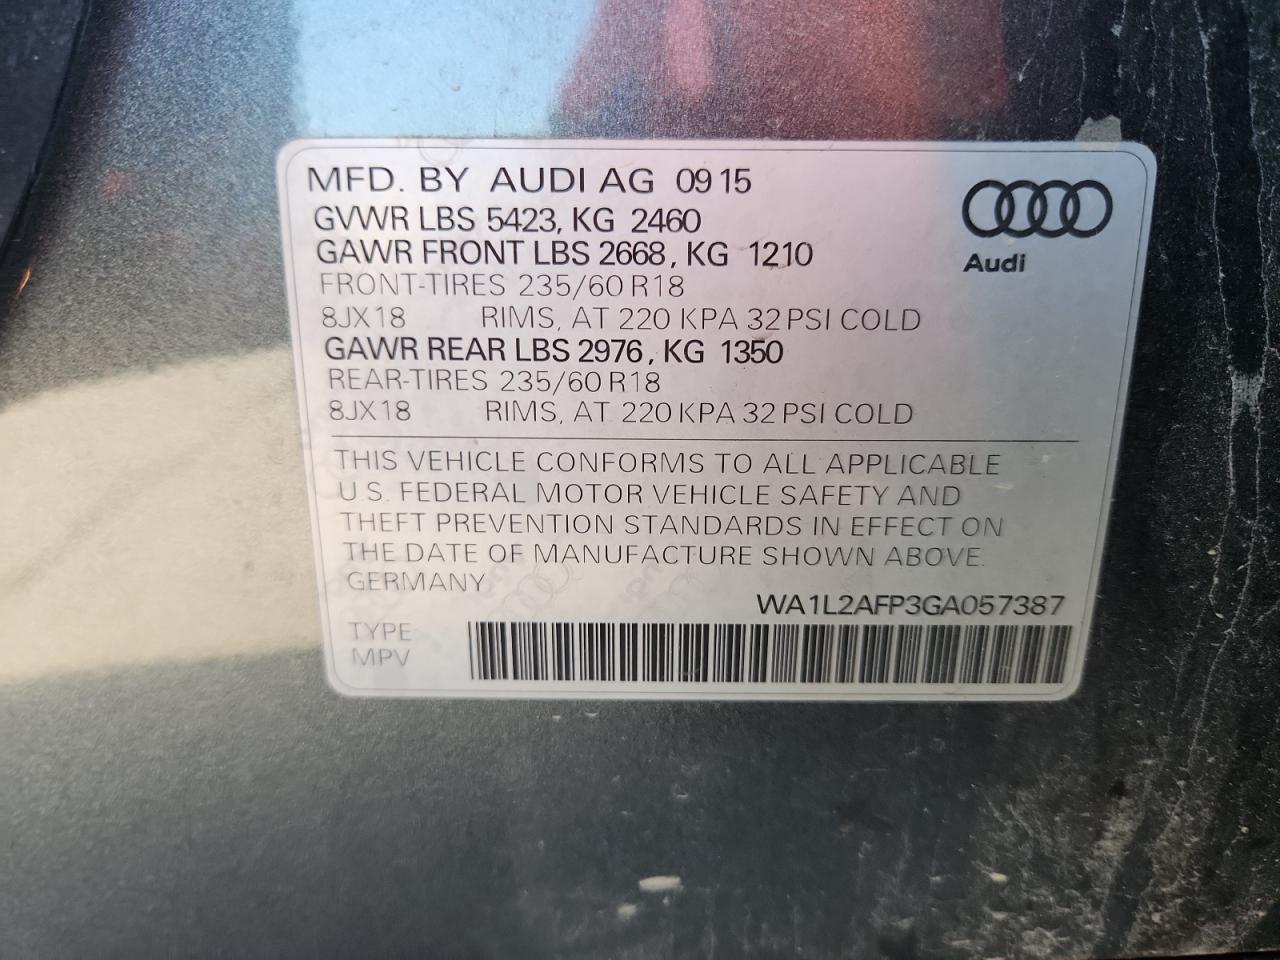 MFD. BY AUDI AG 09 15
GVWR LBS 5423, KG 2460
GAWR FRONT LBS 2668, KG 1210
FRONT-TIRES 235/60 R18
8JX18 RIMS, AT 220 KPA 32 PSI COLD
GAWR REAR LBS 2976, KG 1350
REAR-TIRES 235/60 R18
8JX18 RIMS, AT 220 KPA 32 PSI COLD
Audi
THIS VEHICLE CONFORMS TO ALL APPLICABLE
U.S. FEDERAL MOTOR VEHICLE SAFETY AND
THEFT PREVENTION STANDARDS IN EFFECT ON
THE DATE OF MANUFACTURE SHOWN ABOVE.
GERMANY
WA1L2AFP3GA057387
TYPE
MPV